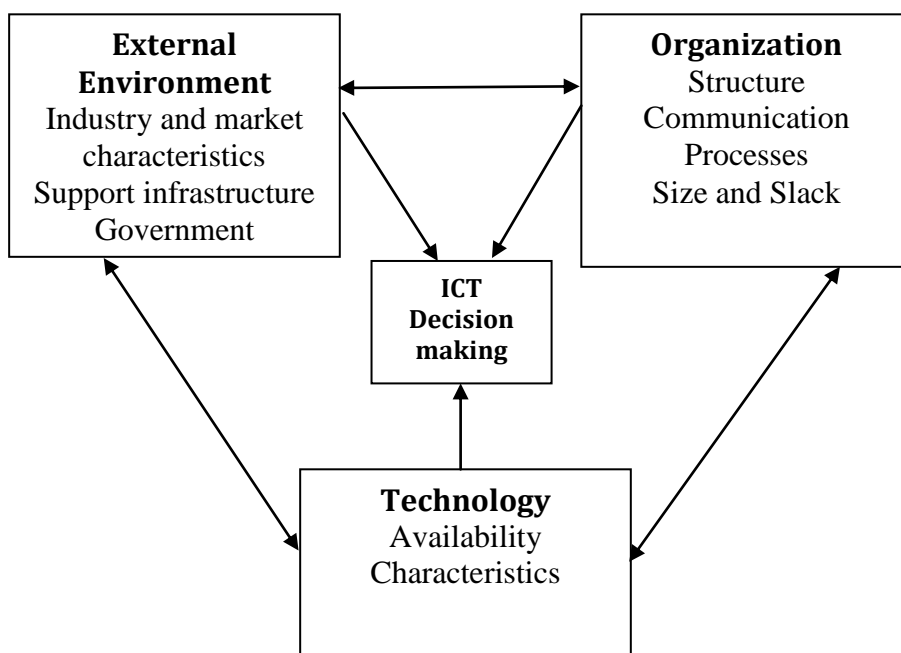 External
Environment
Industry and market
characteristics
Support infrastructure
Government
Organization
Structure
Communication
Processes
Size and Slack
ICT
Decision
making
Technology
Availability
Characteristics